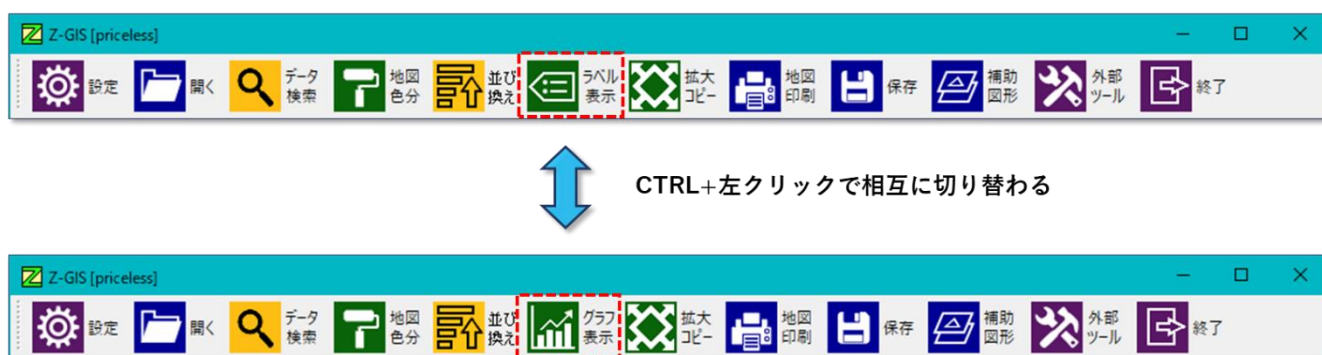 Z-GIS [priceless]
設定 開く データ検索 地図色分 並び換え ラベル表示 拡大コピー 地図印刷 保存 補助図形 外部ツール 終了
CTRL+左クリックで相互に切り替わる
Z-GIS [priceless]
設定 開く データ検索 地図色分 並び換え グラフ表示 拡大コピー 地図印刷 保存 補助図形 外部ツール 終了